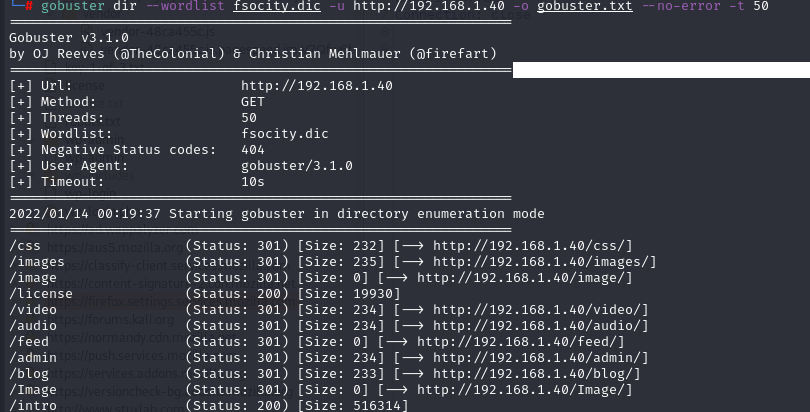 └─# gobuster dir --wordlist fsocity.dic -u http://192.168.1.40 -o gobuster.txt --no-error -t 50
===============================================================
Gobuster v3.1.0
by OJ Reeves (@TheColonial) & Christian Mehlmauer (@firefart)
===============================================================
[+] Url:                     http://192.168.1.40
[+] Method:                  GET
[+] Threads:                 50
[+] Wordlist:                fsocity.dic
[+] Negative Status codes:   404
[+] User Agent:              gobuster/3.1.0
[+] Timeout:                 10s
===============================================================
2022/01/14 00:19:37 Starting gobuster in directory enumeration mode
===============================================================
/css                  (Status: 301) [Size: 232] [--> http://192.168.1.40/css/]
/images               (Status: 301) [Size: 235] [--> http://192.168.1.40/images/]
/image                (Status: 301) [Size: 0] [--> http://192.168.1.40/image/]
/license              (Status: 200) [Size: 19930]
/video                (Status: 301) [Size: 234] [--> http://192.168.1.40/video/]
/audio                (Status: 301) [Size: 234] [--> http://192.168.1.40/audio/]
/feed                 (Status: 301) [Size: 0] [--> http://192.168.1.40/feed/]
/admin                (Status: 301) [Size: 234] [--> http://192.168.1.40/admin/]
/blog                 (Status: 301) [Size: 233] [--> http://192.168.1.40/blog/]
/Image                (Status: 301) [Size: 0] [--> http://192.168.1.40/Image/]
/intro                (Status: 200) [Size: 516314]